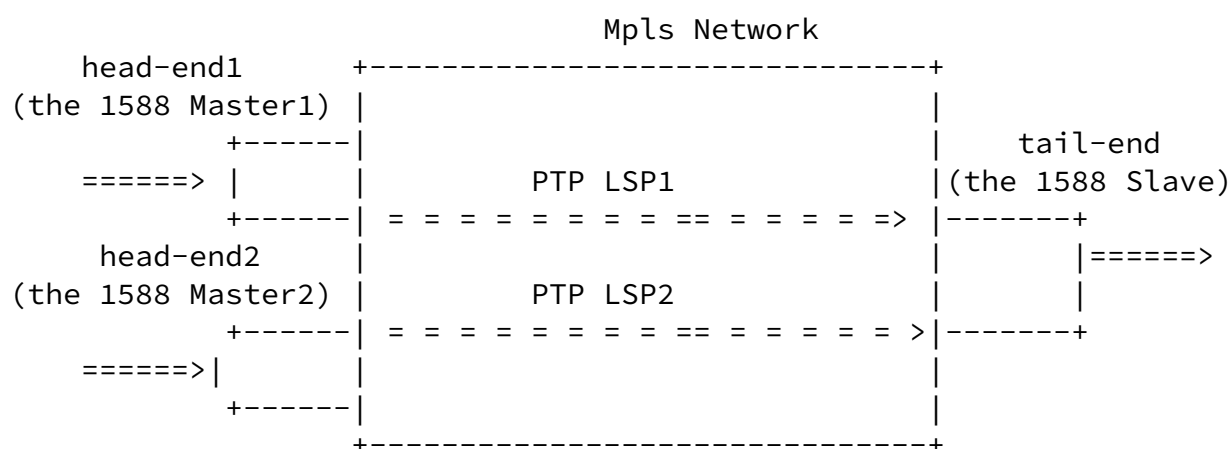 Mpls Network
    head-end1      +-------------------------------+
(the 1588 Master1) |                               |
            +------|                               |    tail-end
    ======> |      |         PTP LSP1              |(the 1588 Slave)
            +------| = = = = = = = = == = = = = => |-------+
     head-end2     |                               |       |======>
(the 1588 Master2) |         PTP LSP2              |       |
            +------| = = = = = = = = == = = = = = >|-------+
    ======>|       |                               |
            +------|                               |
                   +-------------------------------+